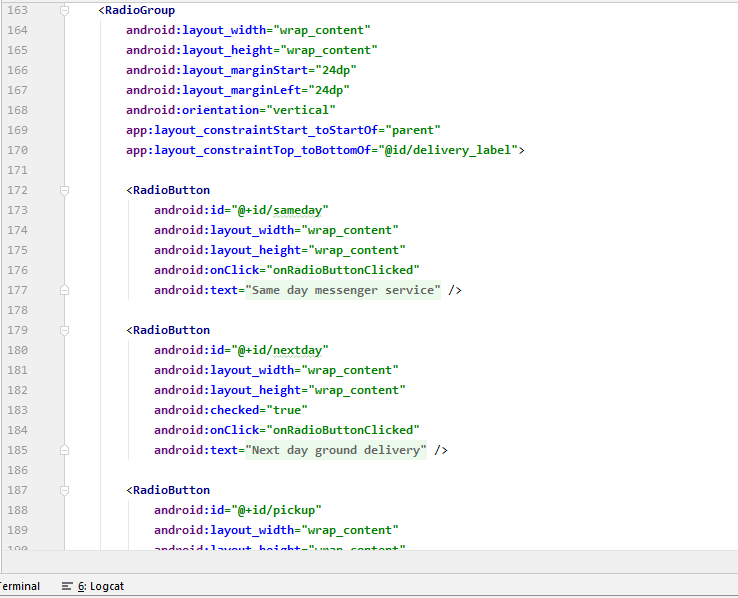 163 <RadioGroup
164 android:layout_width="wrap_content"
165 android:layout_height="wrap_content"
166 android:layout_marginStart="24dp"
167 android:layout_marginLeft="24dp"
168 android:orientation="vertical"
169 app:layout_constraintStart_toStartOf="parent"
170 app:layout_constraintTop_toBottomOf="@id/delivery_label">
171
172 <RadioButton
173 android:id="@+id/sameday"
174 android:layout_width="wrap_content"
175 android:layout_height="wrap_content"
176 android:onClick="onRadioButtonClicked"
177 android:text="Same day messenger service" />
178
179 <RadioButton
180 android:id="@+id/nextday"
181 android:layout_width="wrap_content"
182 android:layout_height="wrap_content"
183 android:checked="true"
184 android:onClick="onRadioButtonClicked"
185 android:text="Next day ground delivery" />
186
187 <RadioButton
188 android:id="@+id/pickup"
189 android:layout_width="wrap_content"
190 android:layout_height="wrap_content"
Terminal 6: Logcat